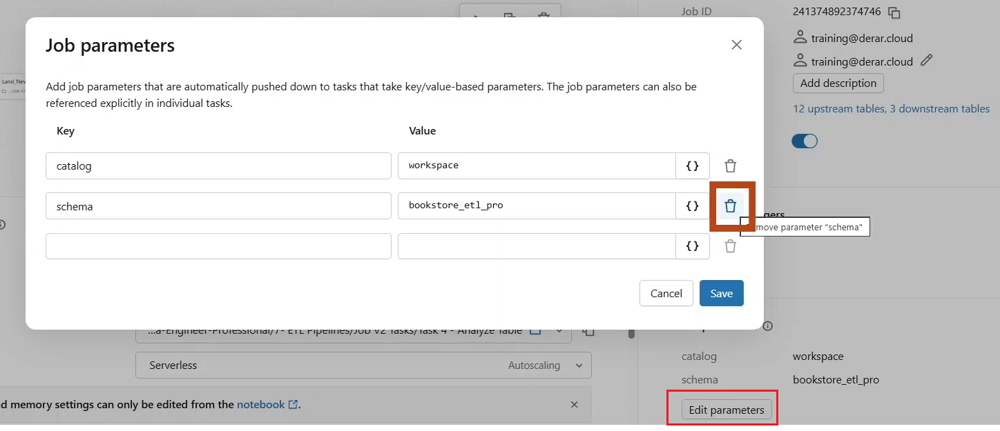 Job ID
241374892374746
training@derar.cloud
training@derar.cloud
Add description
12 upstream tables, 3 downstream tables
Land_New
Job parameters
Add job parameters that are automatically pushed down to tasks that take key/value-based parameters. The job parameters can also be
referenced explicitly in individual tasks.
Key Value
catalog workspace { }
schema bookstore_etl_pro { }
move parameter "schema"
{ }
Cancel Save
...a-Engineer-Professional/7- ETL Pipelines/Job V2 Tasks/Task 4 - Analyze Table
Serverless Autoscaling
d memory settings can only be edited from the notebook.
catalog workspace
schema bookstore_etl_pro
Edit parameters